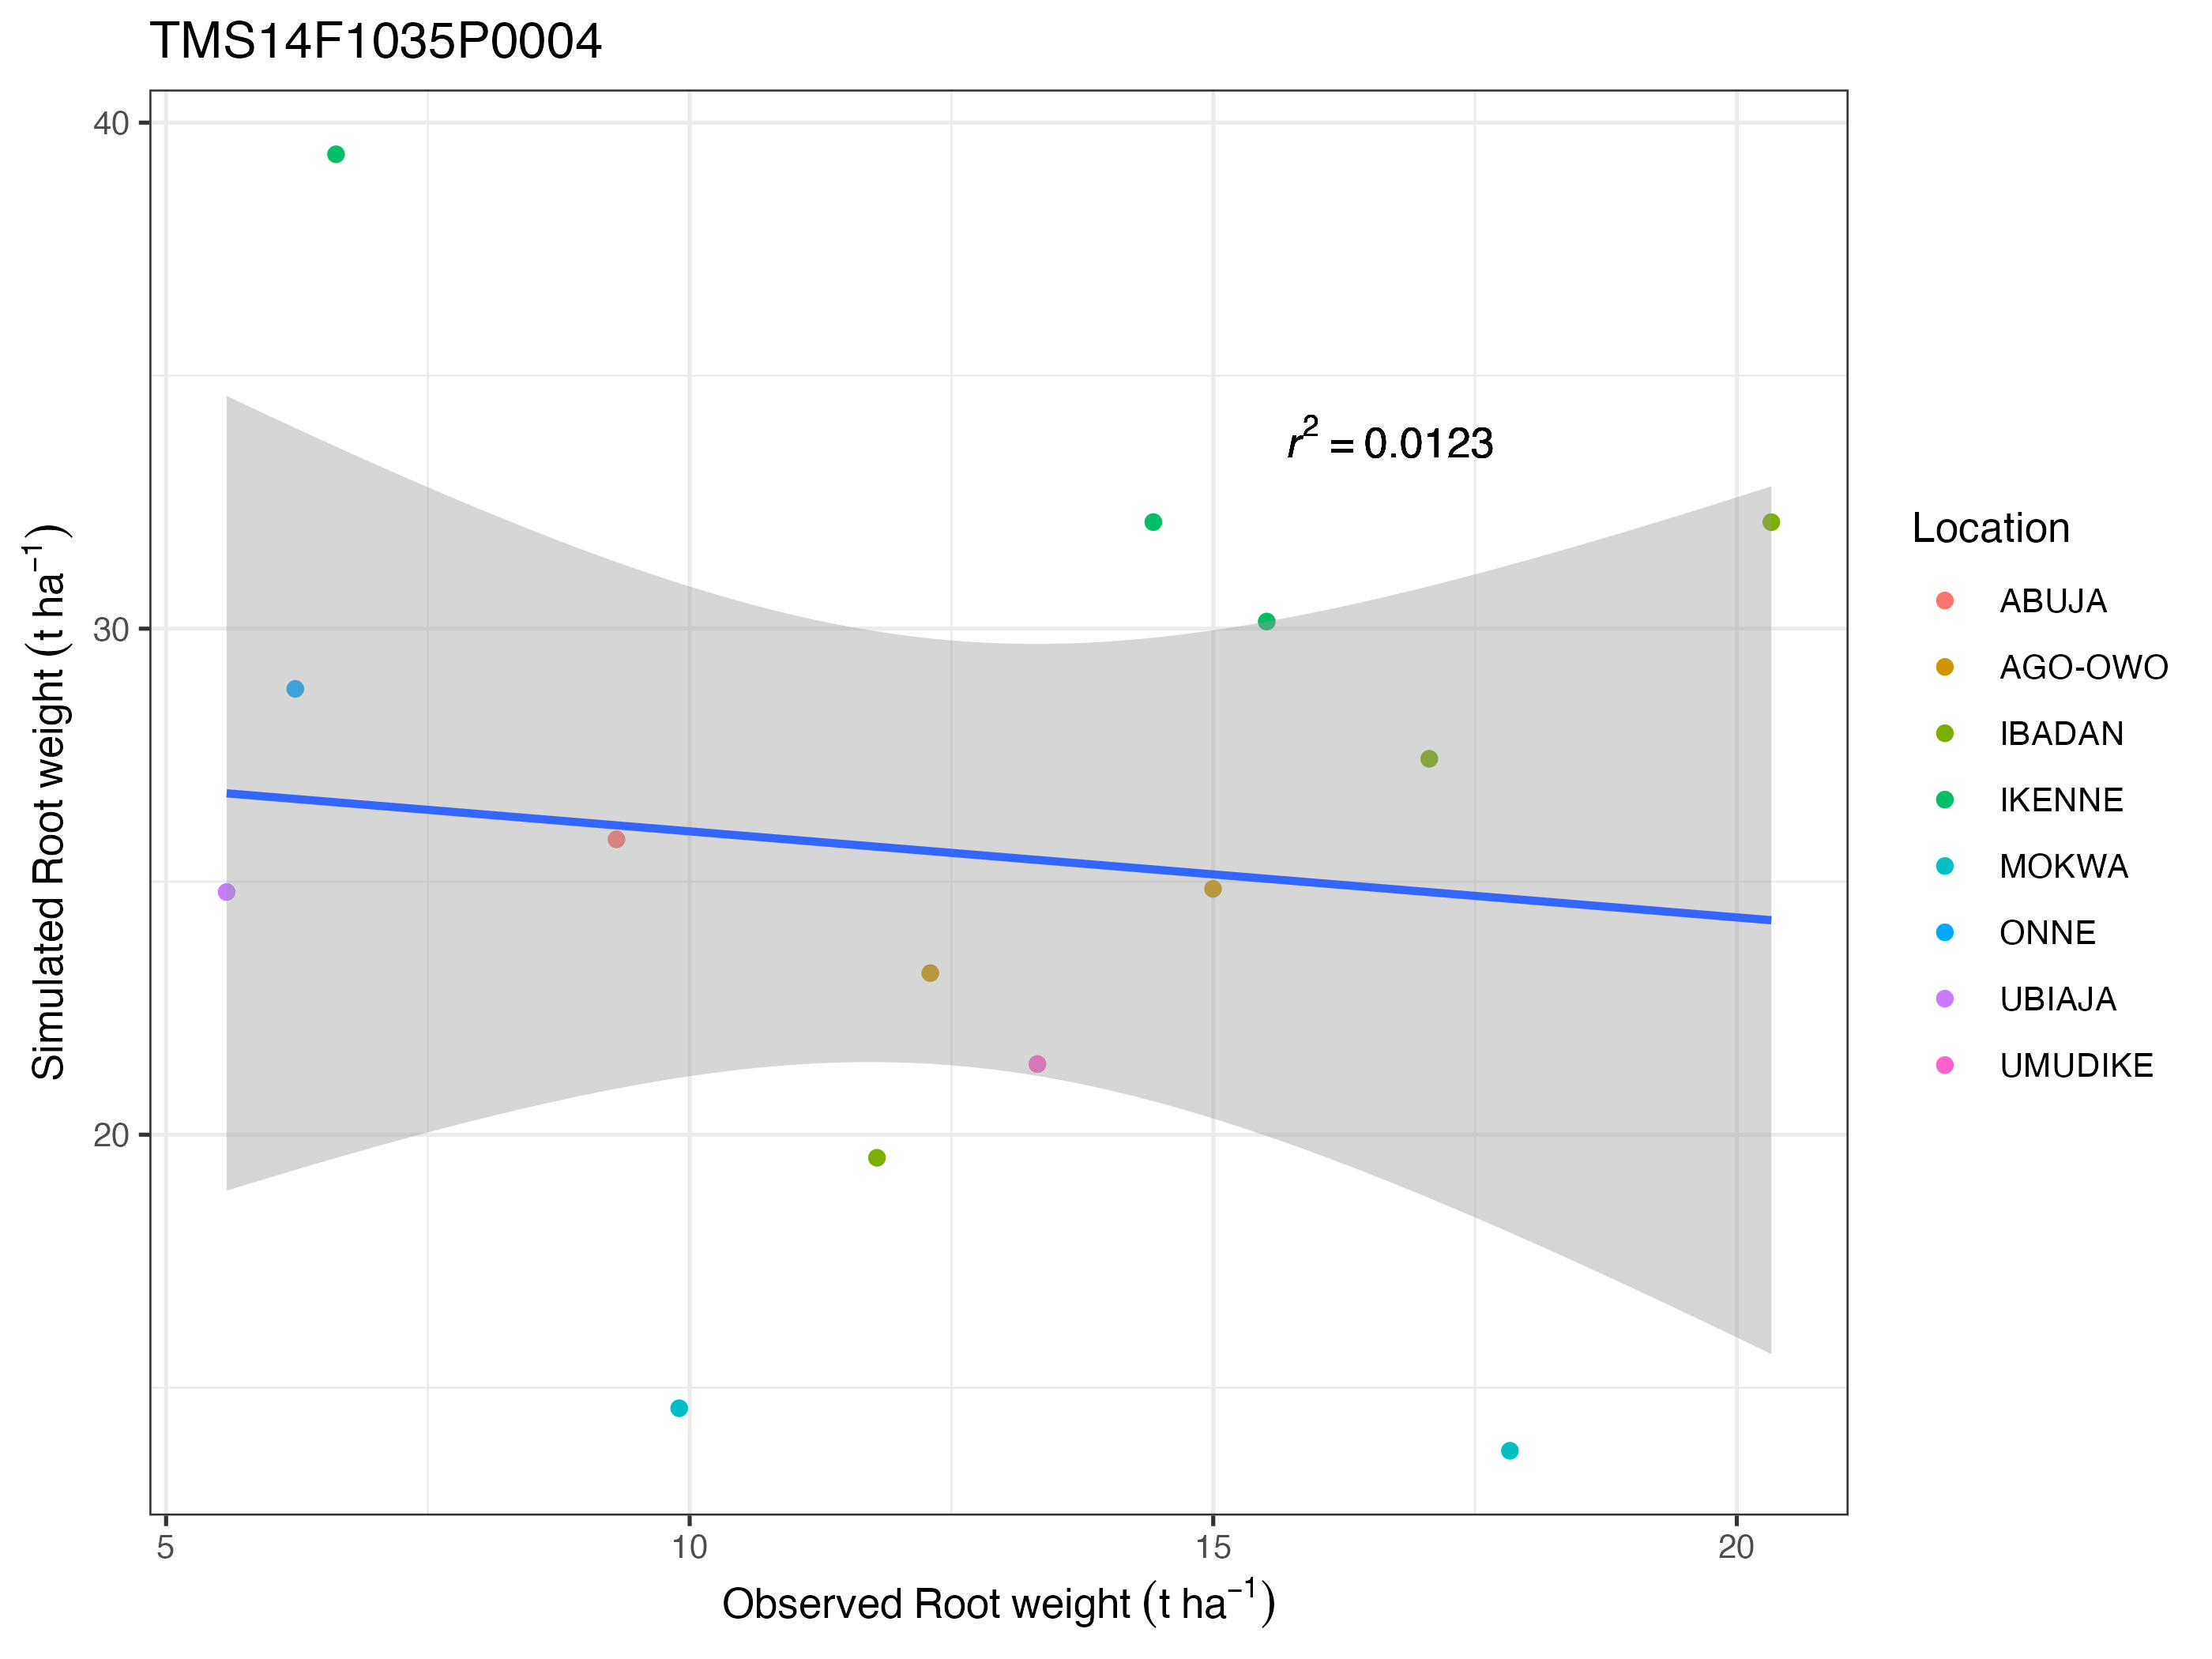 TMS14F1035P0004
40
30
20
Simulated Root weight (t ha⁻¹)
r² = 0.0123
5
10
15
20
Observed Root weight (t ha⁻¹)
Location
ABUJA
AGO-OWO
IBADAN
IKENNE
MOKWA
ONNE
UBIAJA
UMUDIKE